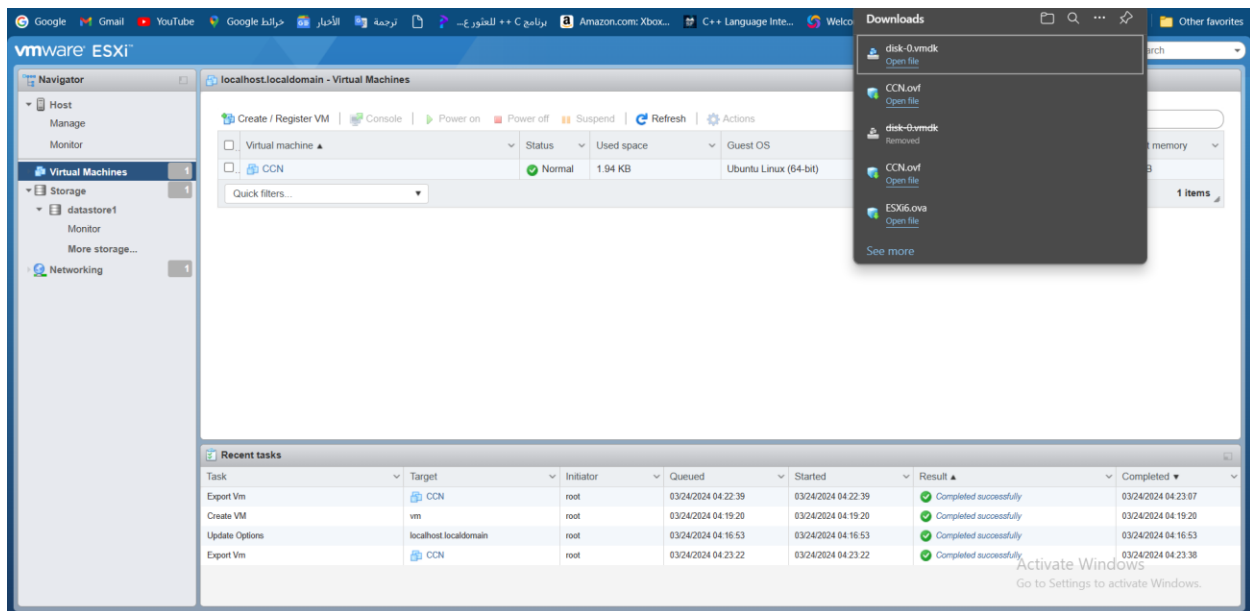 Google Gmail YouTube خرائط Google الأخبار ترجمة برنامج C ++ للعثور ع... Amazon.com: Xbox... C++ Language Inte... Welco Other favorites
Downloads
disk-0.vmdk
Open file
CCN.ovf
Open file
disk-0.vmdk
Removed
CCN.ovf
Open file
ESXi6.ova
Open file
See more
vmware ESXi™ arch
Navigator
Host
Manage
Monitor
Virtual Machines 1
Storage 1
datastore1
Monitor
More storage...
Networking 1
localhost.localdomain - Virtual Machines
Create / Register VM Console Power on Power off Suspend Refresh Actions
Virtual machine ▲ Status Used space Guest OS t memory
CCN Normal 1.94 KB Ubuntu Linux (64-bit) B
Quick filters... 1 items
Recent tasks
Task Target Initiator Queued Started Result ▲ Completed ▼
Export Vm CCN root 03/24/2024 04:22:39 03/24/2024 04:22:39 Completed successfully 03/24/2024 04:23:07
Create VM vm root 03/24/2024 04:19:20 03/24/2024 04:19:20 Completed successfully 03/24/2024 04:19:20
Update Options localhost.localdomain root 03/24/2024 04:16:53 03/24/2024 04:16:53 Completed successfully 03/24/2024 04:16:53
Export Vm CCN root 03/24/2024 04:23:22 03/24/2024 04:23:22 Completed successfully 03/24/2024 04:23:38
Activate Windows
Go to Settings to activate Windows.